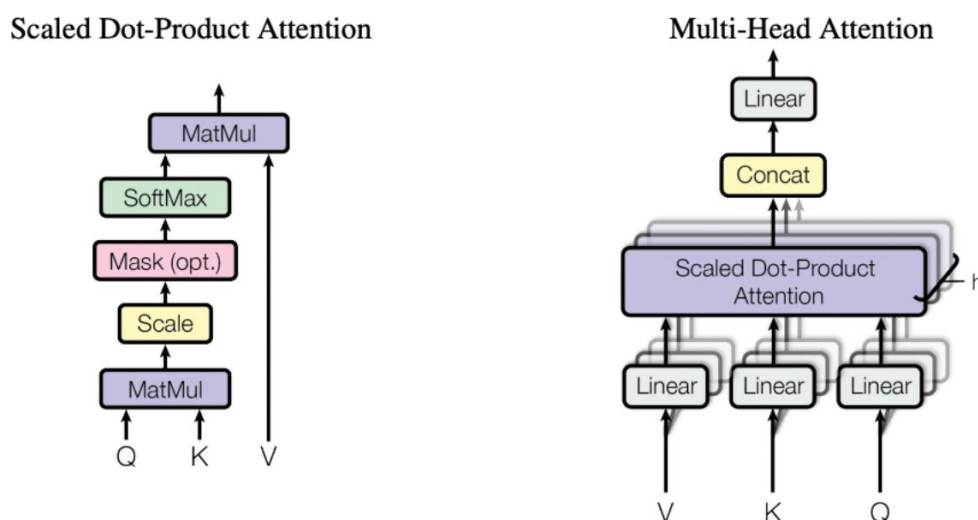 Scaled Dot-Product Attention
MatMul
SoftMax
Mask (opt.)
Scale
MatMul
Q K V
Multi-Head Attention
Linear
Concat
Scaled Dot-Product
Attention
h
Linear Linear Linear
V K Q